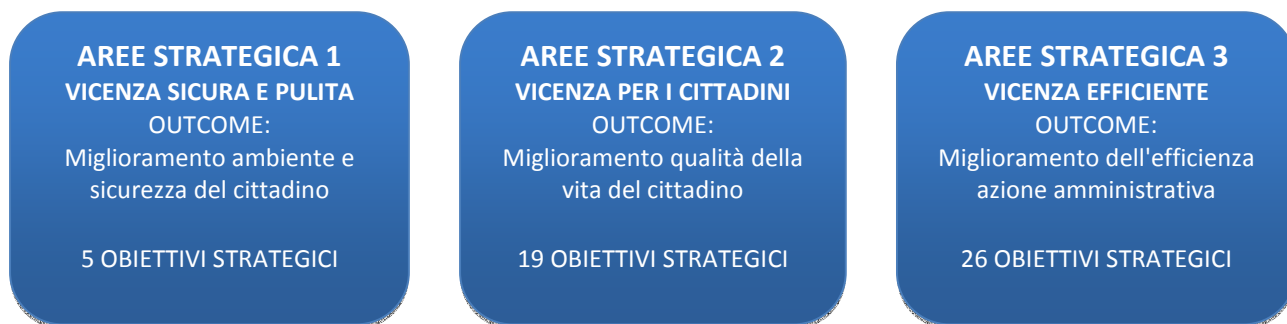 AREE STRATEGICA 1
VICENZA SICURA E PULITA
OUTCOME:
Miglioramento ambiente e
sicurezza del cittadino
5 OBIETTIVI STRATEGICI
AREE STRATEGICA 2
VICENZA PER I CITTADINI
OUTCOME:
Miglioramento qualità della
vita del cittadino
19 OBIETTIVI STRATEGICI
AREE STRATEGICA 3
VICENZA EFFICIENTE
OUTCOME:
Miglioramento dell'efficienza
azione amministrativa
26 OBIETTIVI STRATEGICI